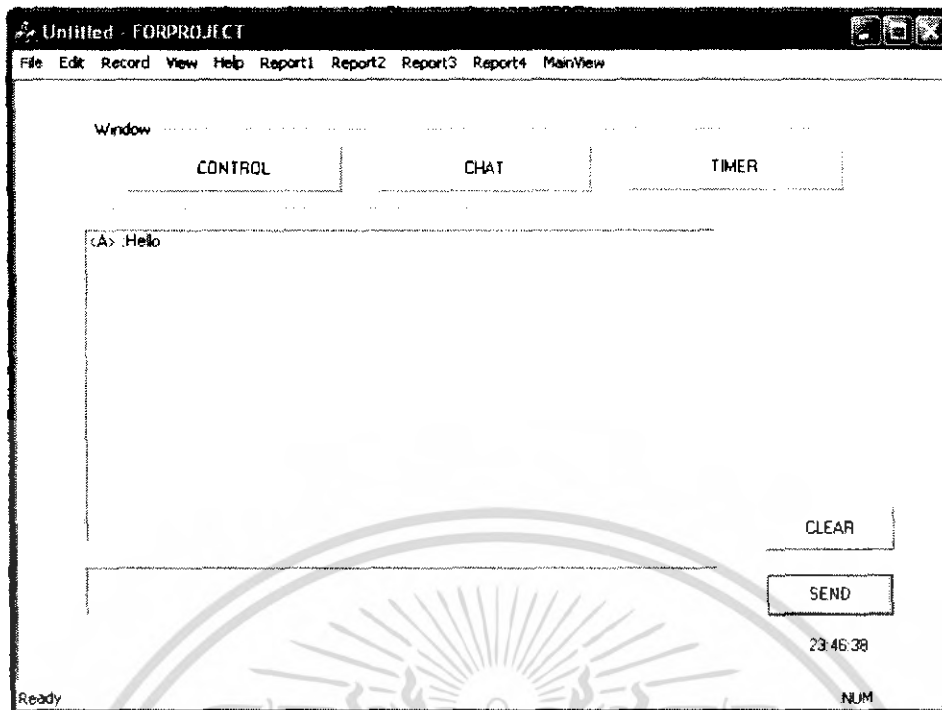 Untitled - FORPROJECT
File Edit Record View Help Report1 Report2 Report3 Report4 MainView
Window
CONTROL CHAT TIMER
<A> :Hello
CLEAR
SEND
23:46:38
Ready NUM